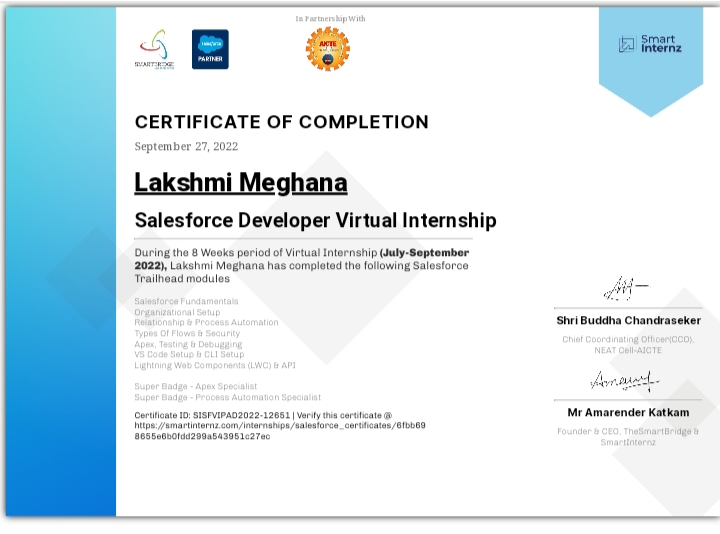 In Partnership With
SMARTBRIDGE
salesforce
PARTNER
AICTE
Smart
Internz
CERTIFICATE OF COMPLETION
September 27, 2022
Lakshmi Meghana
Salesforce Developer Virtual Internship
During the 8 Weeks period of Virtual Internship (July-September
2022), Lakshmi Meghana has completed the following Salesforce
Trailhead modules
Salesforce Fundamentals
Organizational Setup
Relationship & Process Automation
Types Of Flows & Security
Apex, Testing & Debugging
VS Code Setup & CLI Setup
Lightning Web Components (LWC) & API
Super Badge - Apex Specialist
Super Badge - Process Automation Specialist
Certificate ID: SISFVIPAD2022-12651 | Verify this certificate @
https://smartinternz.com/internships/salesforce_certificates/6fbb69
8655e6b0fdd299a543951c27ec
Shri Buddha Chandraseker
Chief Coordinating Officer(CCO),
NEAT Cell-AICTE
Mr Amarender Katkam
Founder & CEO, TheSmartBridge &
SmartInternz